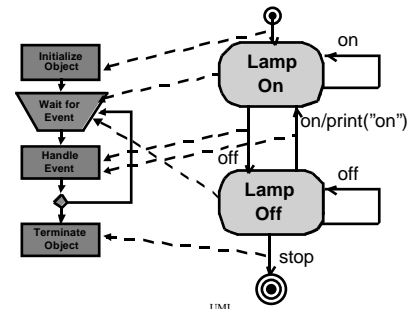 Initialize
Object
Wait for
Event
Handle
Event
Terminate
Object
Lamp
On
on
on/print("on")
off
Lamp
Off
off
stop
UML